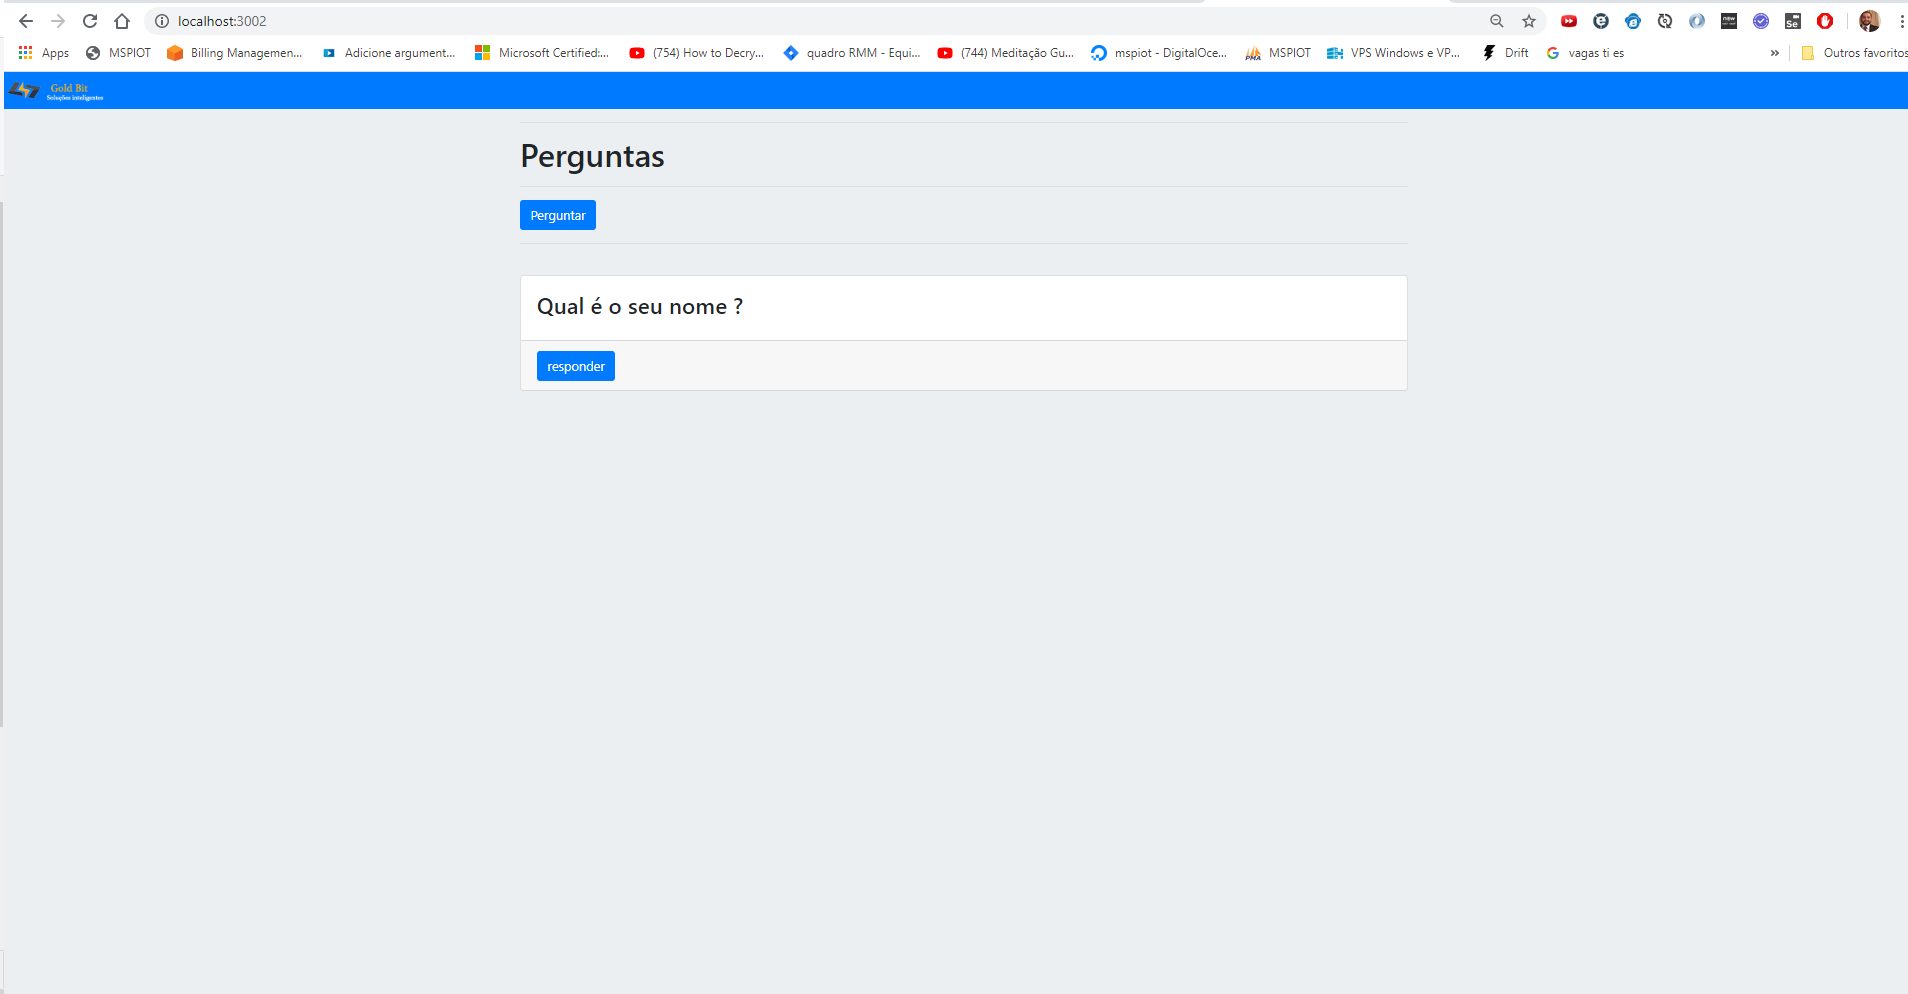 localhost:3002
Apps MSPIOT Billing Managemen... Adicione argument... Microsoft Certified:... (754) How to Decry... quadro RMM - Equi... (744) Meditação Gu... mspiot - DigitalOce... PMA MSPIOT VPS Windows e VP... Drift vagas ti es » Outros favoritos
Gold Bit
Soluções inteligentes
Perguntas
Perguntar
Qual é o seu nome ?
responder